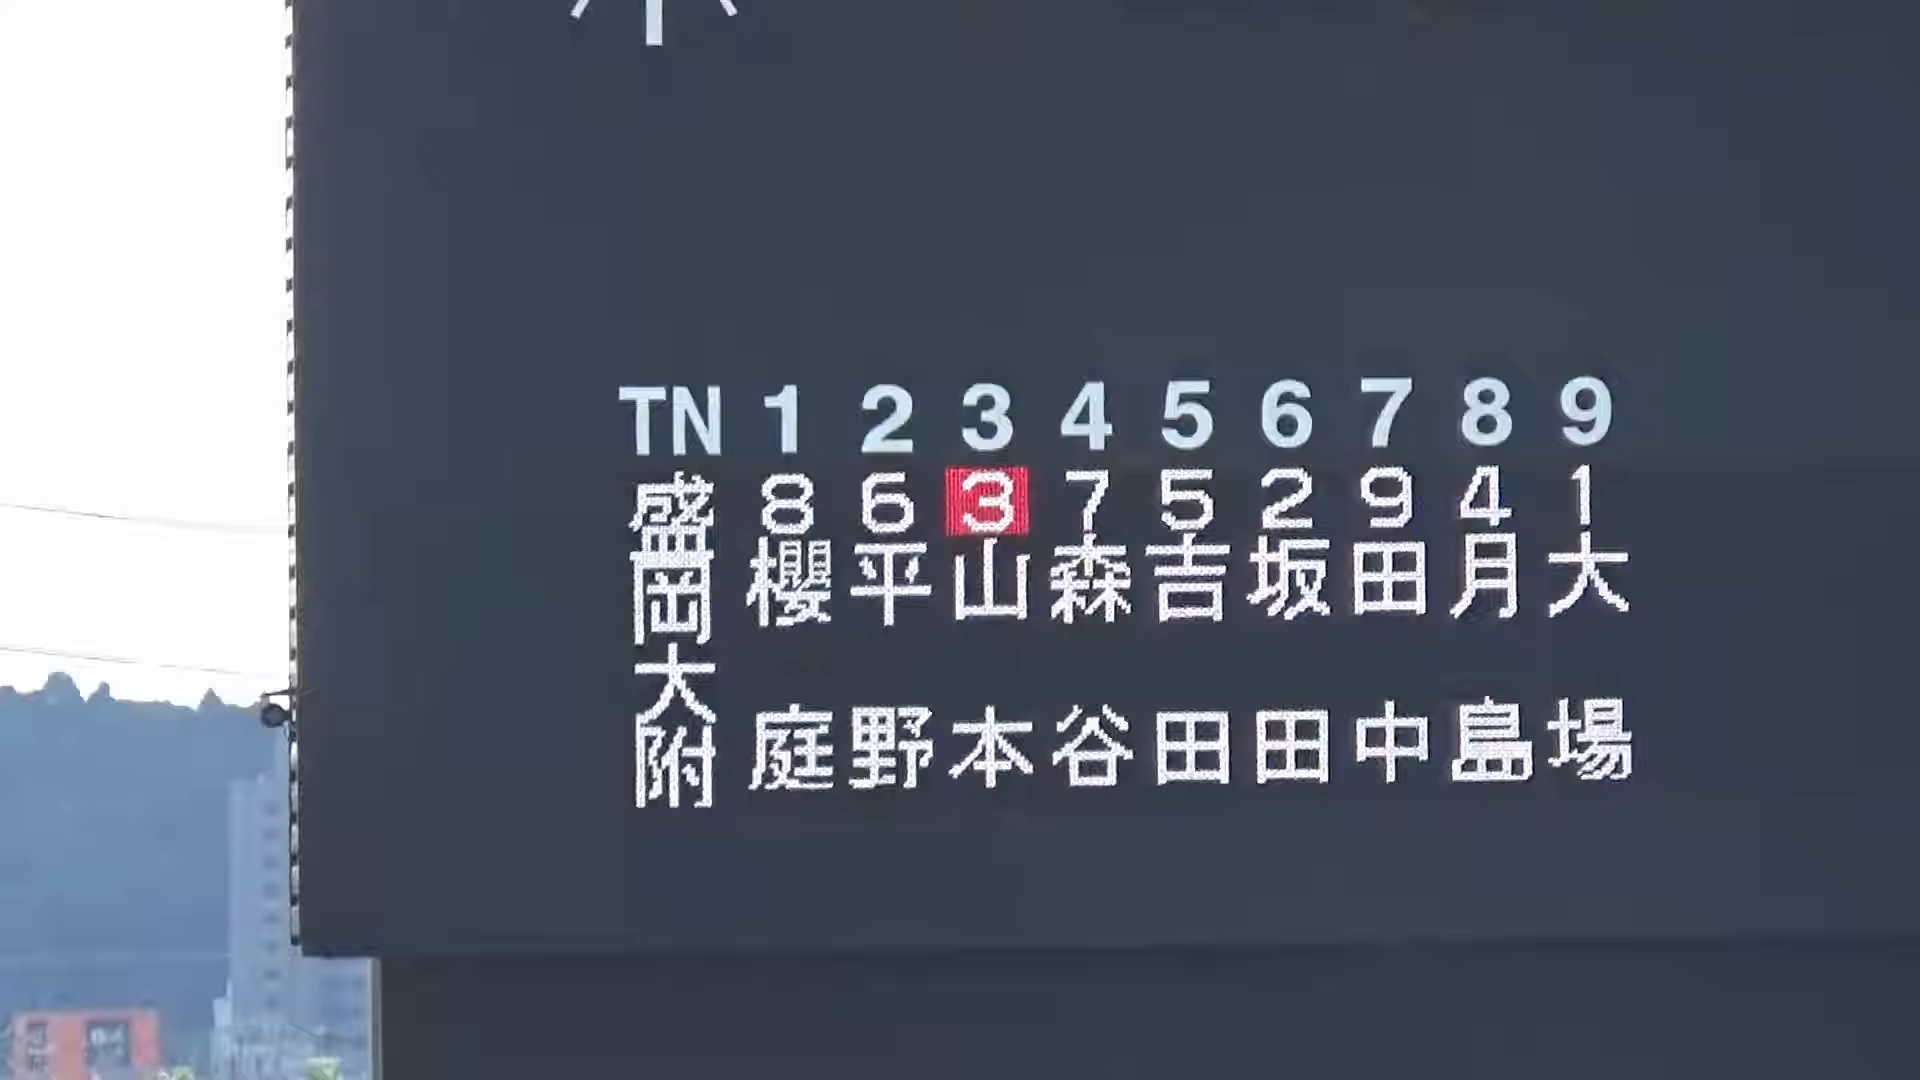 TN 1 2 3 4 5 6 7 8 9
盛岡大附
8 櫻庭
6 平野
3 山本
7 森谷
5 吉田
2 坂田
9 田中
4 月島
1 大場